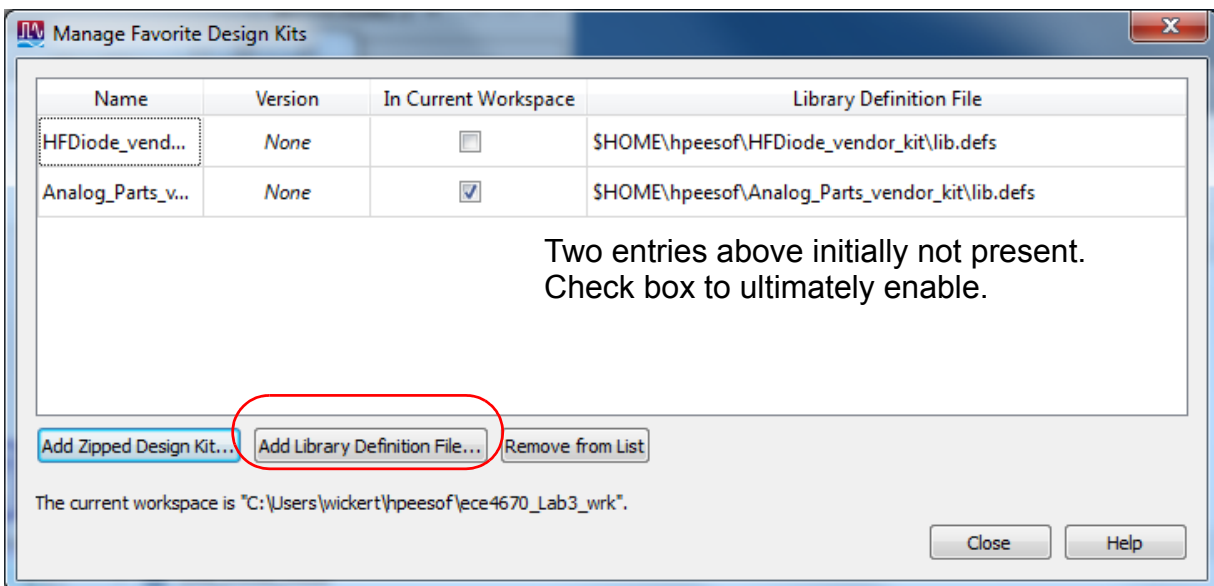 Manage Favorite Design Kits
Name Version In Current Workspace Library Definition File
HFDiode_vend... None $HOME\hpeesof\HFDiode_vendor_kit\lib.defs
Analog_Parts_v... None $HOME\hpeesof\Analog_Parts_vendor_kit\lib.defs
Two entries above initially not present.
Check box to ultimately enable.
Add Zipped Design Kit... Add Library Definition File... Remove from List
The current workspace is "C:\Users\wickert\hpeesof\ece4670_Lab3_wrk".
Close Help